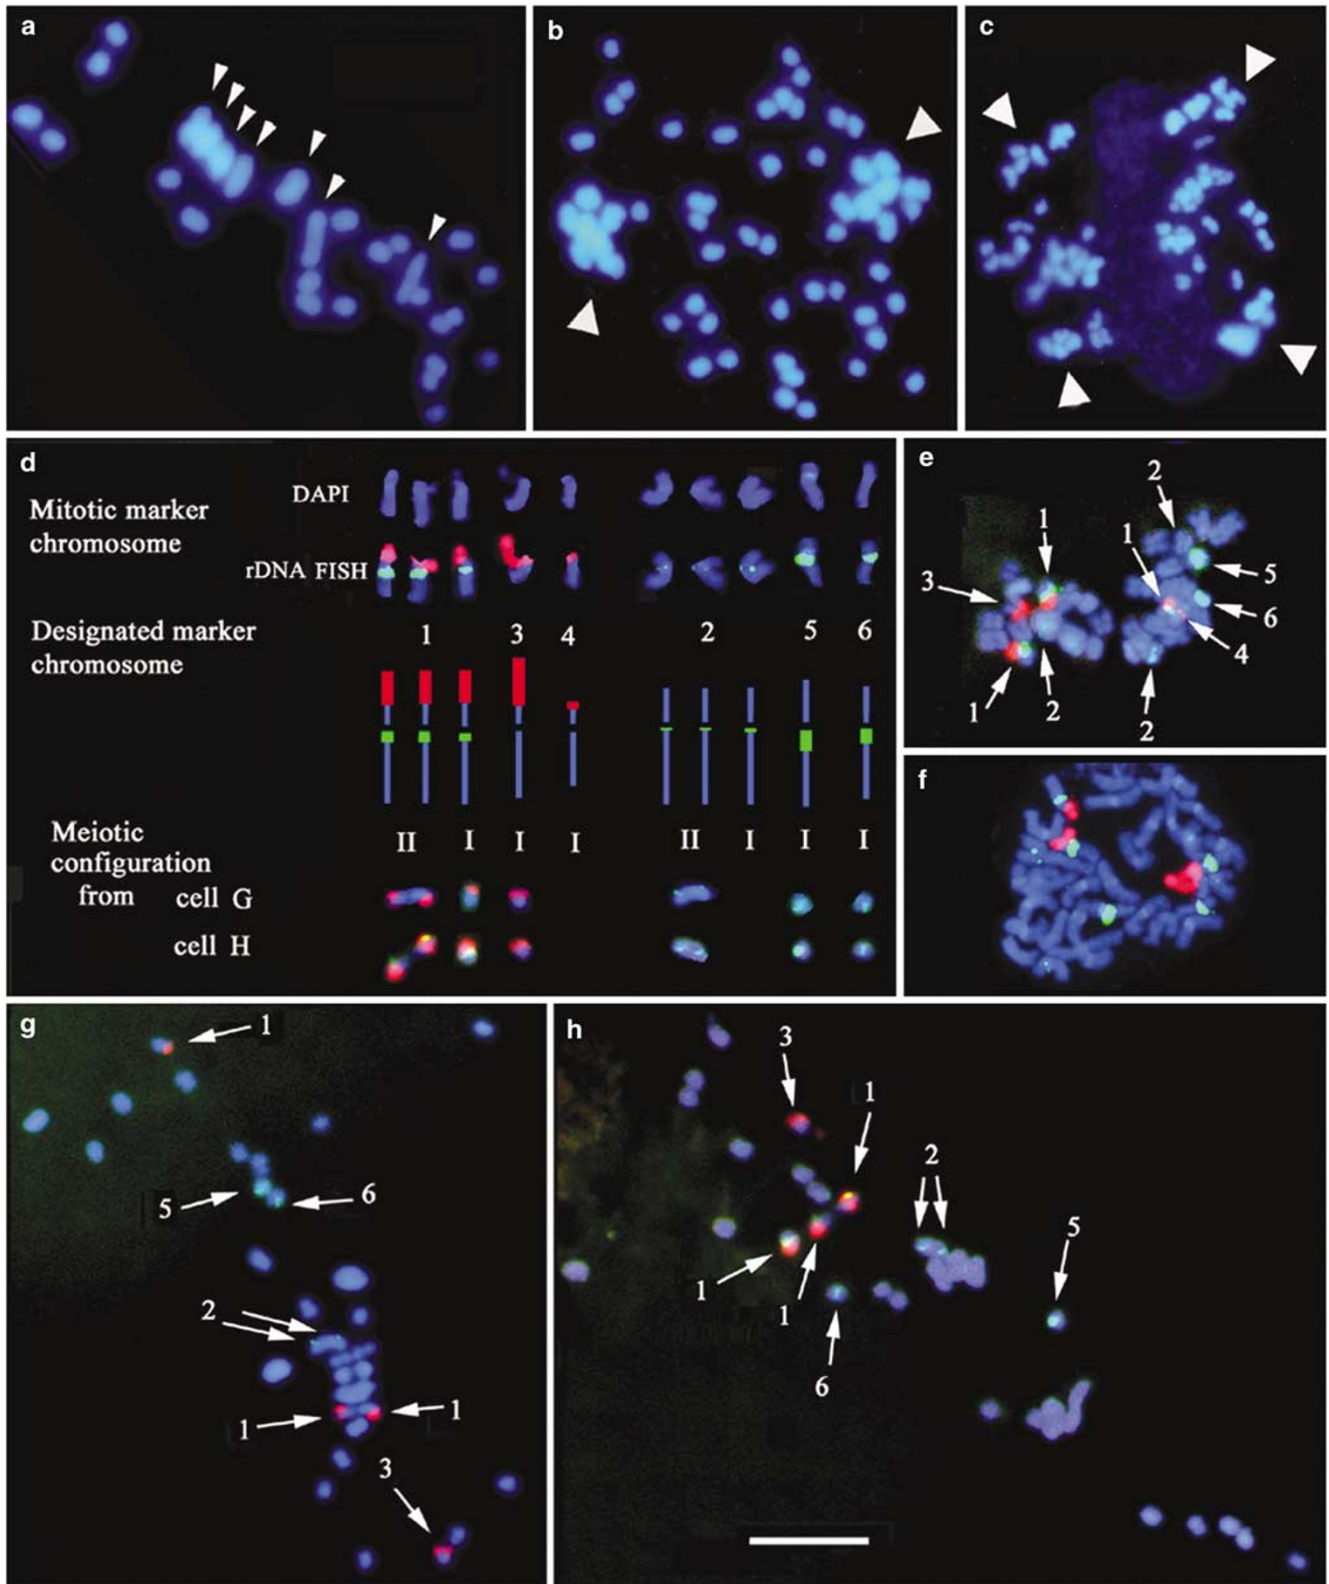 a
b
c
d
Mitotic marker
chromosome
DAPI
rDNA FISH
Designated marker
chromosome
1 3 4 2 5 6
Meiotic
configuration
from cell G
cell H
II I I I II I I I
e
1
2
1
3
5
6
4
1
2
2
f
g
1
5
6
2
1
1
3
h
3
1
2
5
1
1
6